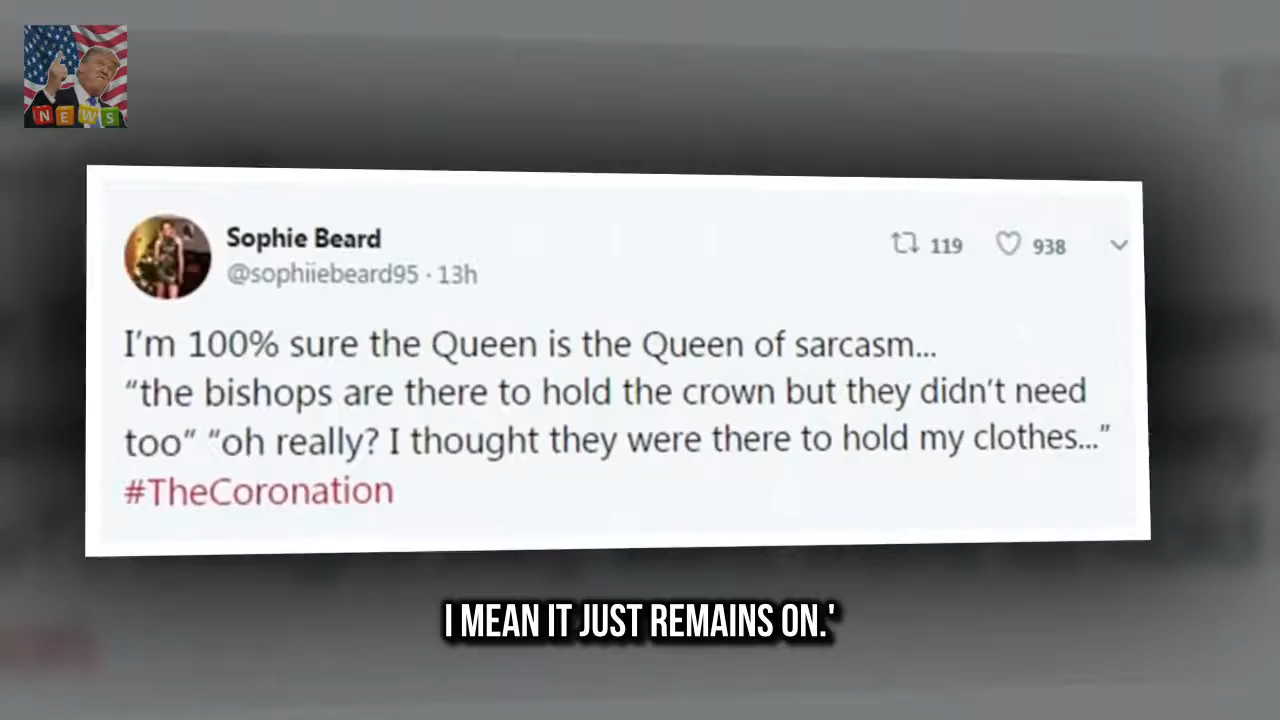 NEWS
Sophie Beard
119 938
@sophiiebeard95 · 13h
I'm 100% sure the Queen is the Queen of sarcasm...
“the bishops are there to hold the crown but they didn't need
too” “oh really? I thought they were there to hold my clothes...”
#TheCoronation
I MEAN IT JUST REMAINS ON.'